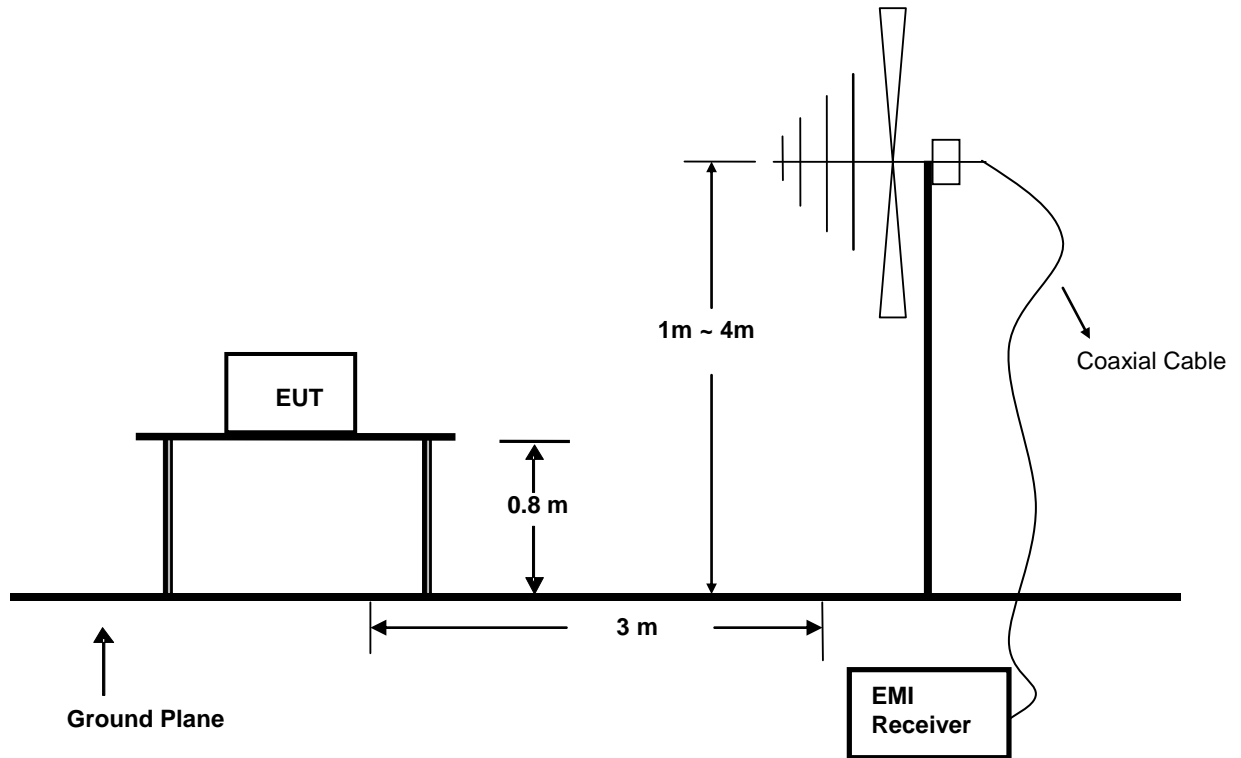 1m ~ 4m
Coaxial Cable
EUT
0.8 m
3 m
Ground Plane
EMI
Receiver